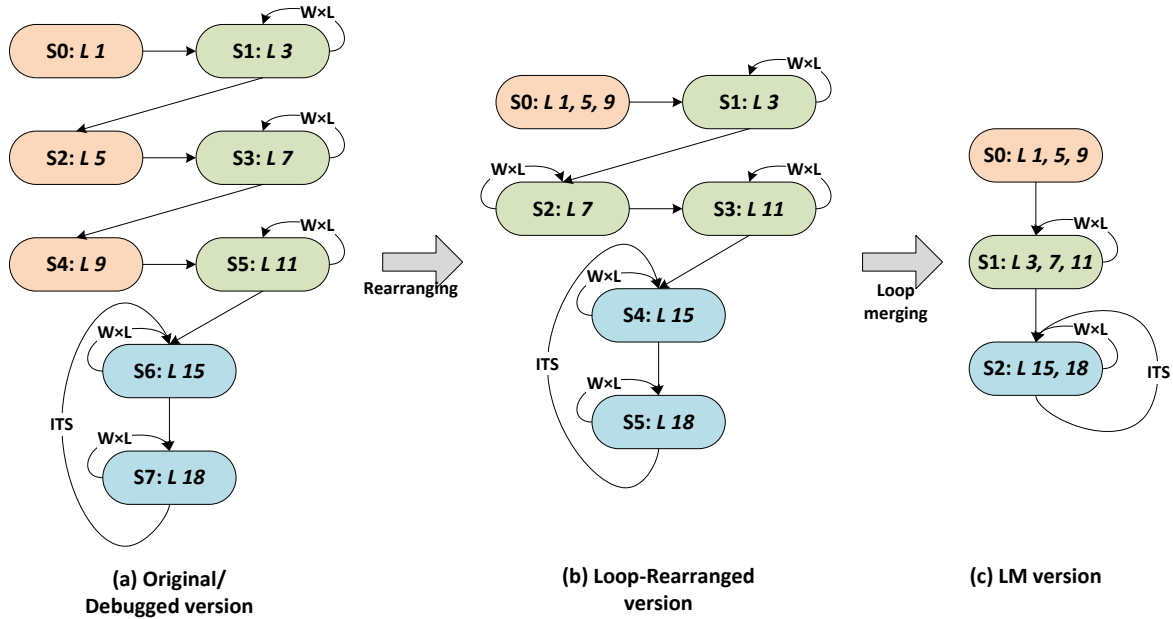 W×L
S0: L 1
S1: L 3
W×L
S2: L 5
S3: L 7
W×L
S4: L 9
S5: L 11
W×L
S6: L 15
ITS
W×L
S7: L 18
(a) Original/
Debugged version
Rearranging
W×L
S0: L 1, 5, 9
S1: L 3
W×L
W×L
S2: L 7
S3: L 11
W×L
S4: L 15
ITS
W×L
S5: L 18
(b) Loop-Rearranged
version
Loop
merging
S0: L 1, 5, 9
W×L
S1: L 3, 7, 11
W×L
S2: L 15, 18
ITS
(c) LM version